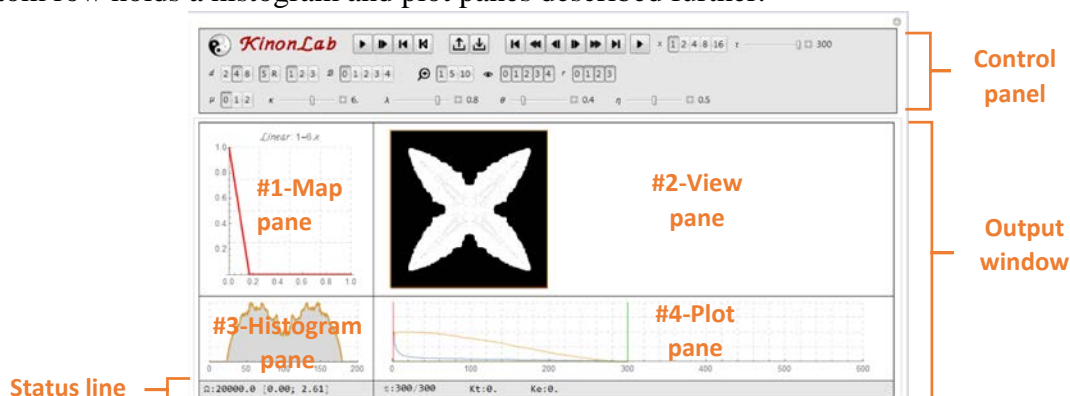 om row holds a histogram and plot panes described further.
KinonLab × 1 2 4 8 16 τ 300
d 2 4 8 S R 1 2 3 0 1 2 3 4 1 5 10 0 1 2 3 4 r 0 1 2 3
μ 0 1 2 κ 6. λ 0.8 θ 0.4 η 0.5
Control
panel
Linear: 1-6.x
1.0
0.8
0.6
0.4
0.2
0.0 0.2 0.4 0.6 0.8 1.0
#1-Map
pane
#2-View
pane
Output
window
#3-Histogram
pane
0 50 100 150 200
#4-Plot
pane
0 100 200 300 400 500 600
Status line
Ω:20000.0 [0.00; 2.61] τ:300/300 Kt:0. Ke:0.